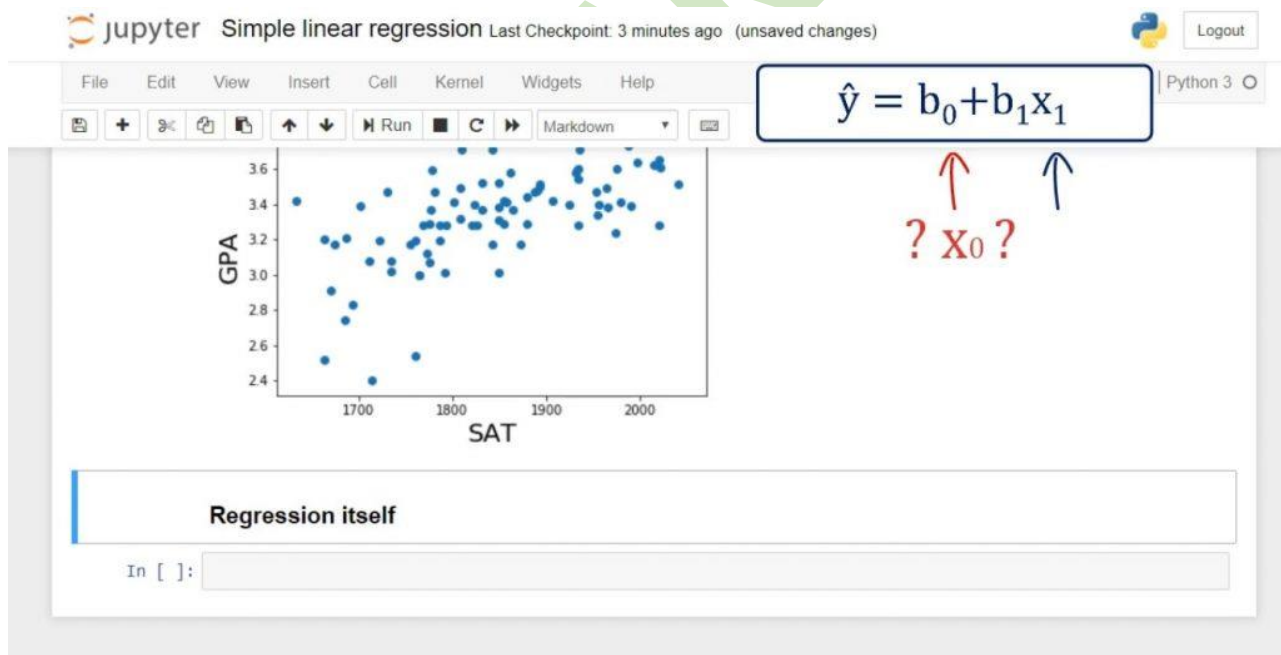 jupyter Simple linear regression Last Checkpoint: 3 minutes ago (unsaved changes) Logout
File Edit View Insert Cell Kernel Widgets Help Python 3
Run Markdown
ŷ = b₀+b₁x₁
? x₀ ?
3.6
3.4
3.2
3.0
2.8
2.6
2.4
GPA
1700 1800 1900 2000
SAT
Regression itself
In [ ]: